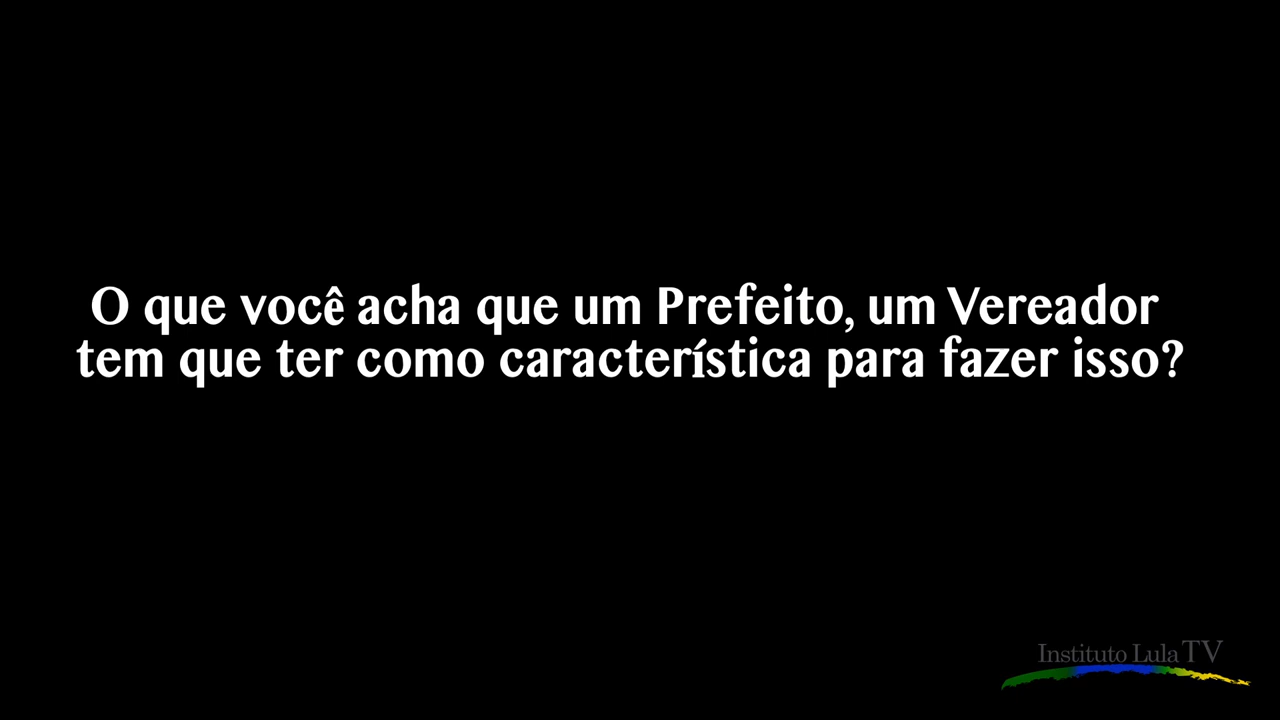 O que você acha que um Prefeito, um Vereador
tem que ter como característica para fazer isso?
Instituto Lula TV